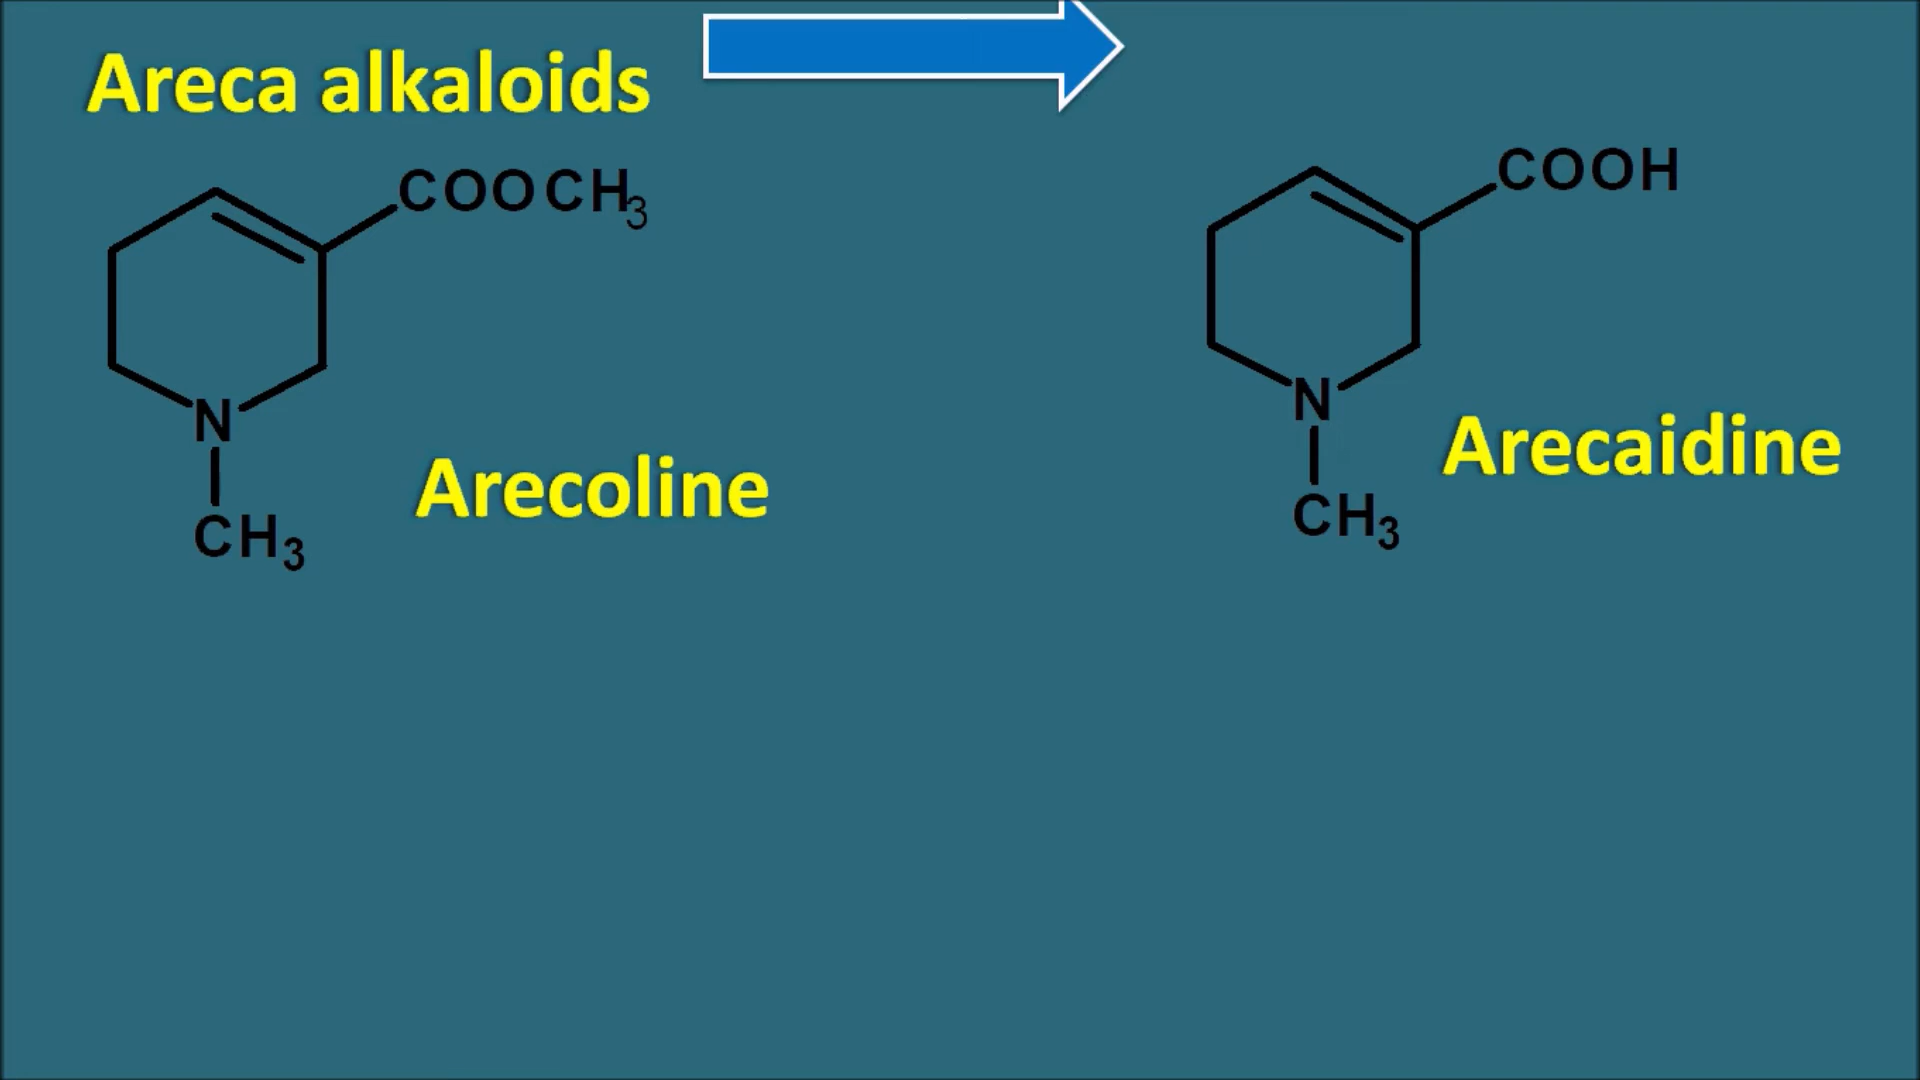 Areca alkaloids
COOCH3
N
CH3
Arecoline
COOH
N
CH3
Arecaidine